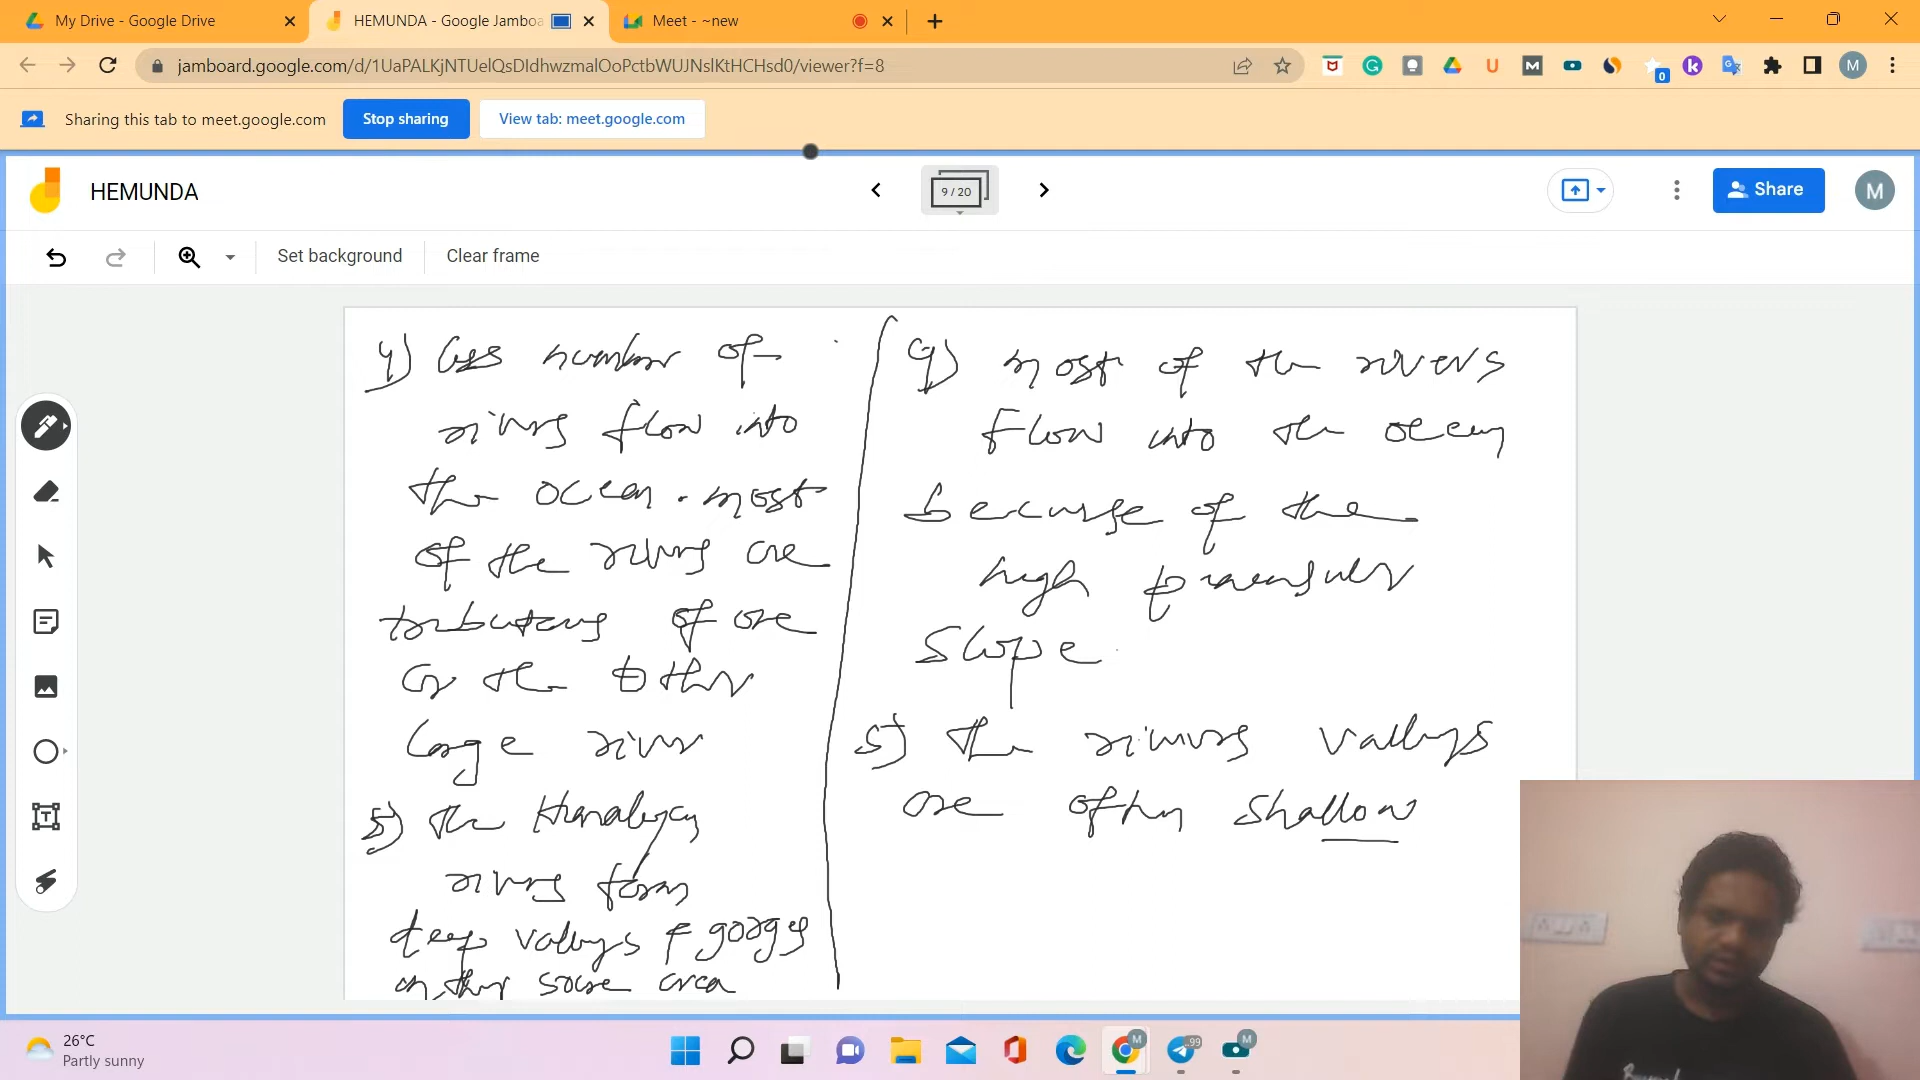 My Drive - Google Drive
HEMUNDA - Google Jamboa
Meet - ~new
jamboard.google.com/d/1UaPALKjNTUelQsDIdhwzmalOoPctbWUJNslKtHCHsd0/viewer?f=8
0
M
Sharing this tab to meet.google.com
Stop sharing
View tab: meet.google.com
HEMUNDA
9 / 20
Share
M
Set background
Clear frame
4) Less number of
rivers flow into
the ocean. most
of the rivers are
tributaries of one
or the other
large river
5) the Himalayan
rivers form
deep valleys & gorges
in their source area
4) most of the rivers
Flow into the ocean
because of the
high peninsular
Slope
5) the rivers valleys
are often shallow
26°C
Partly sunny
99